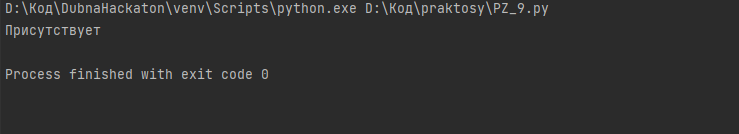 D:\Код\DubnaHackaton\venv\Scripts\python.exe D:\Код\praktosy\PZ_9.py
Присутствует
Process finished with exit code 0